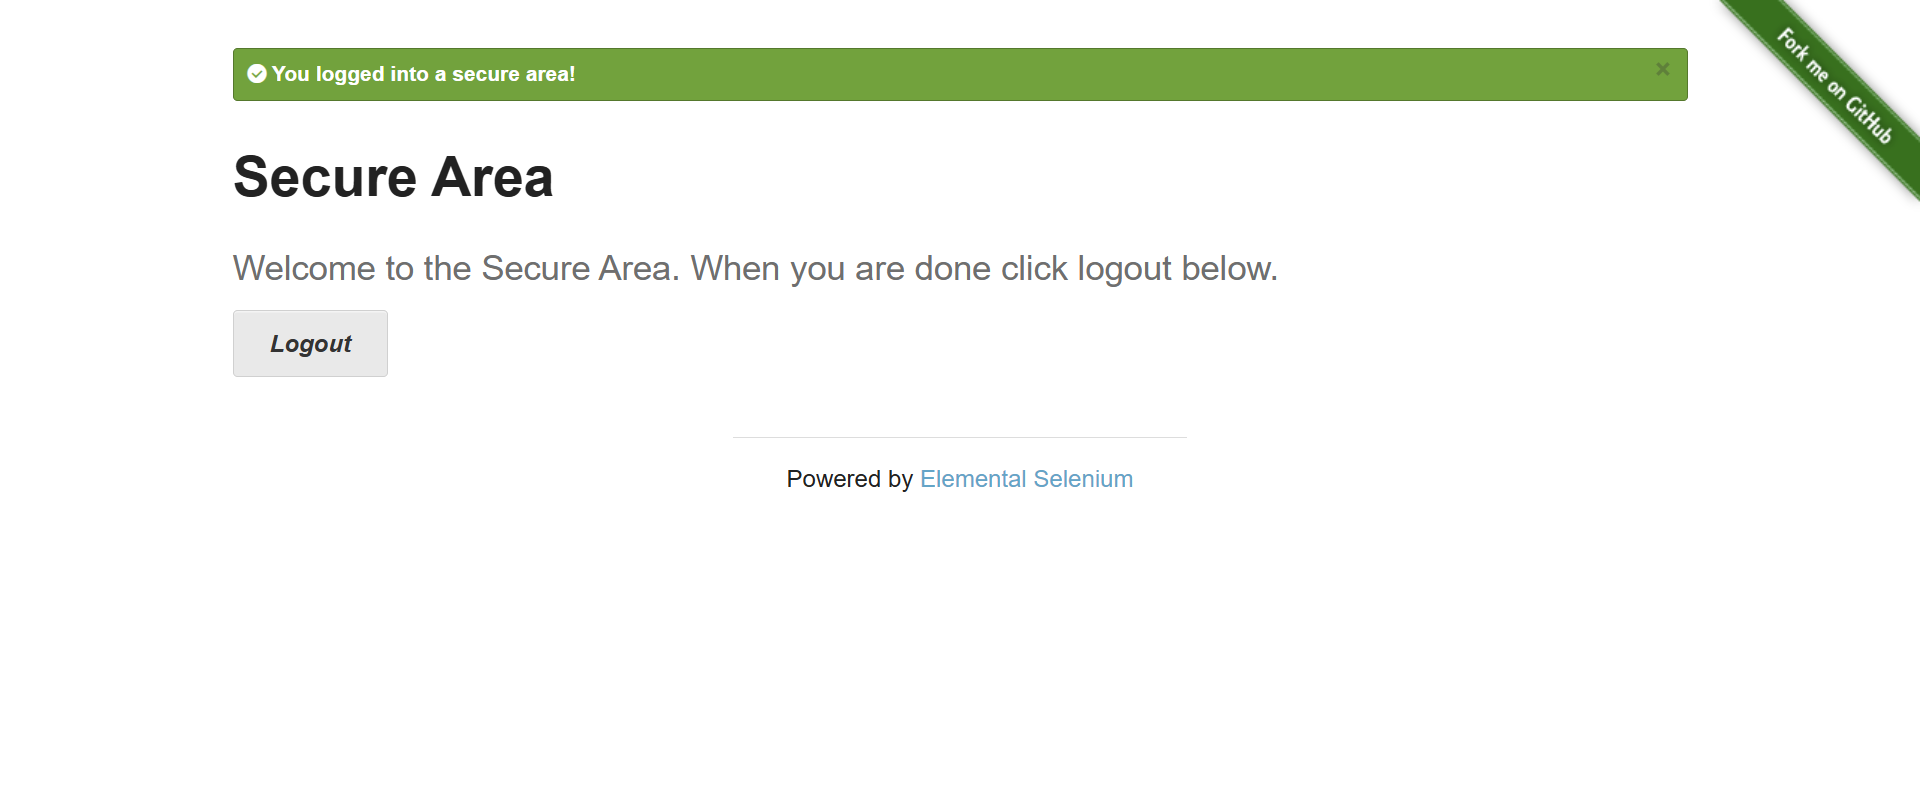 You logged into a secure area!
×
Fork me on GitHub
Secure Area
Welcome to the Secure Area. When you are done click logout below.
Logout
Powered by Elemental Selenium